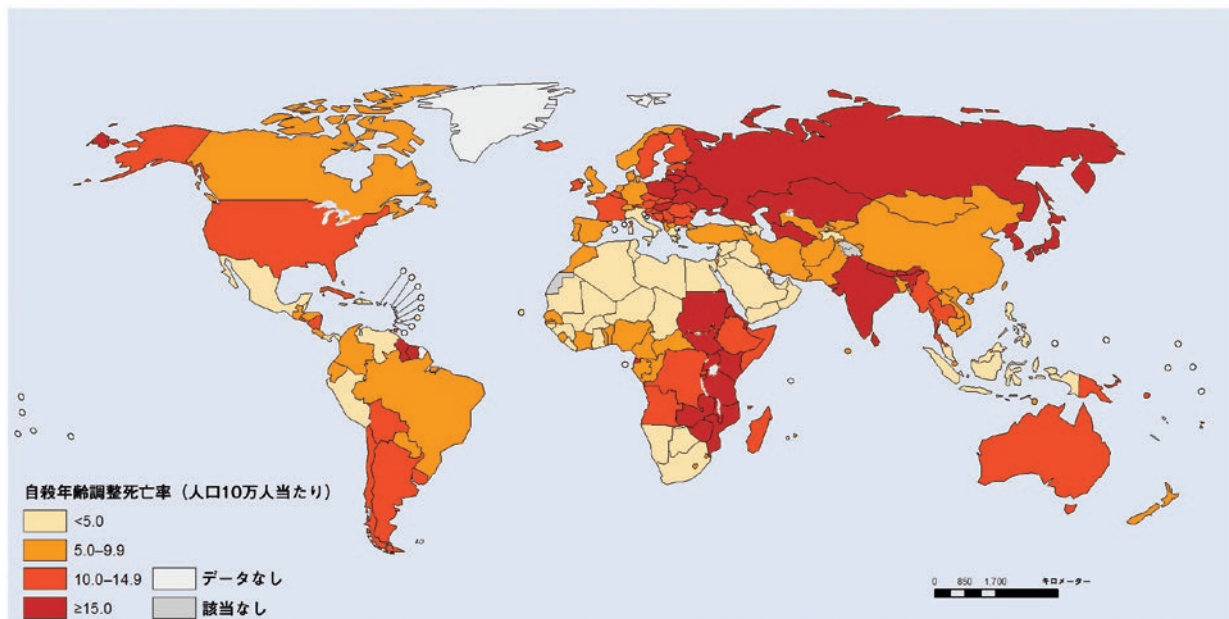 自殺年齢調整死亡率（人口10万人当たり）
<5.0
5.0–9.9
10.0–14.9
≥15.0
データなし
該当なし
0 850 1,700 キロメーター